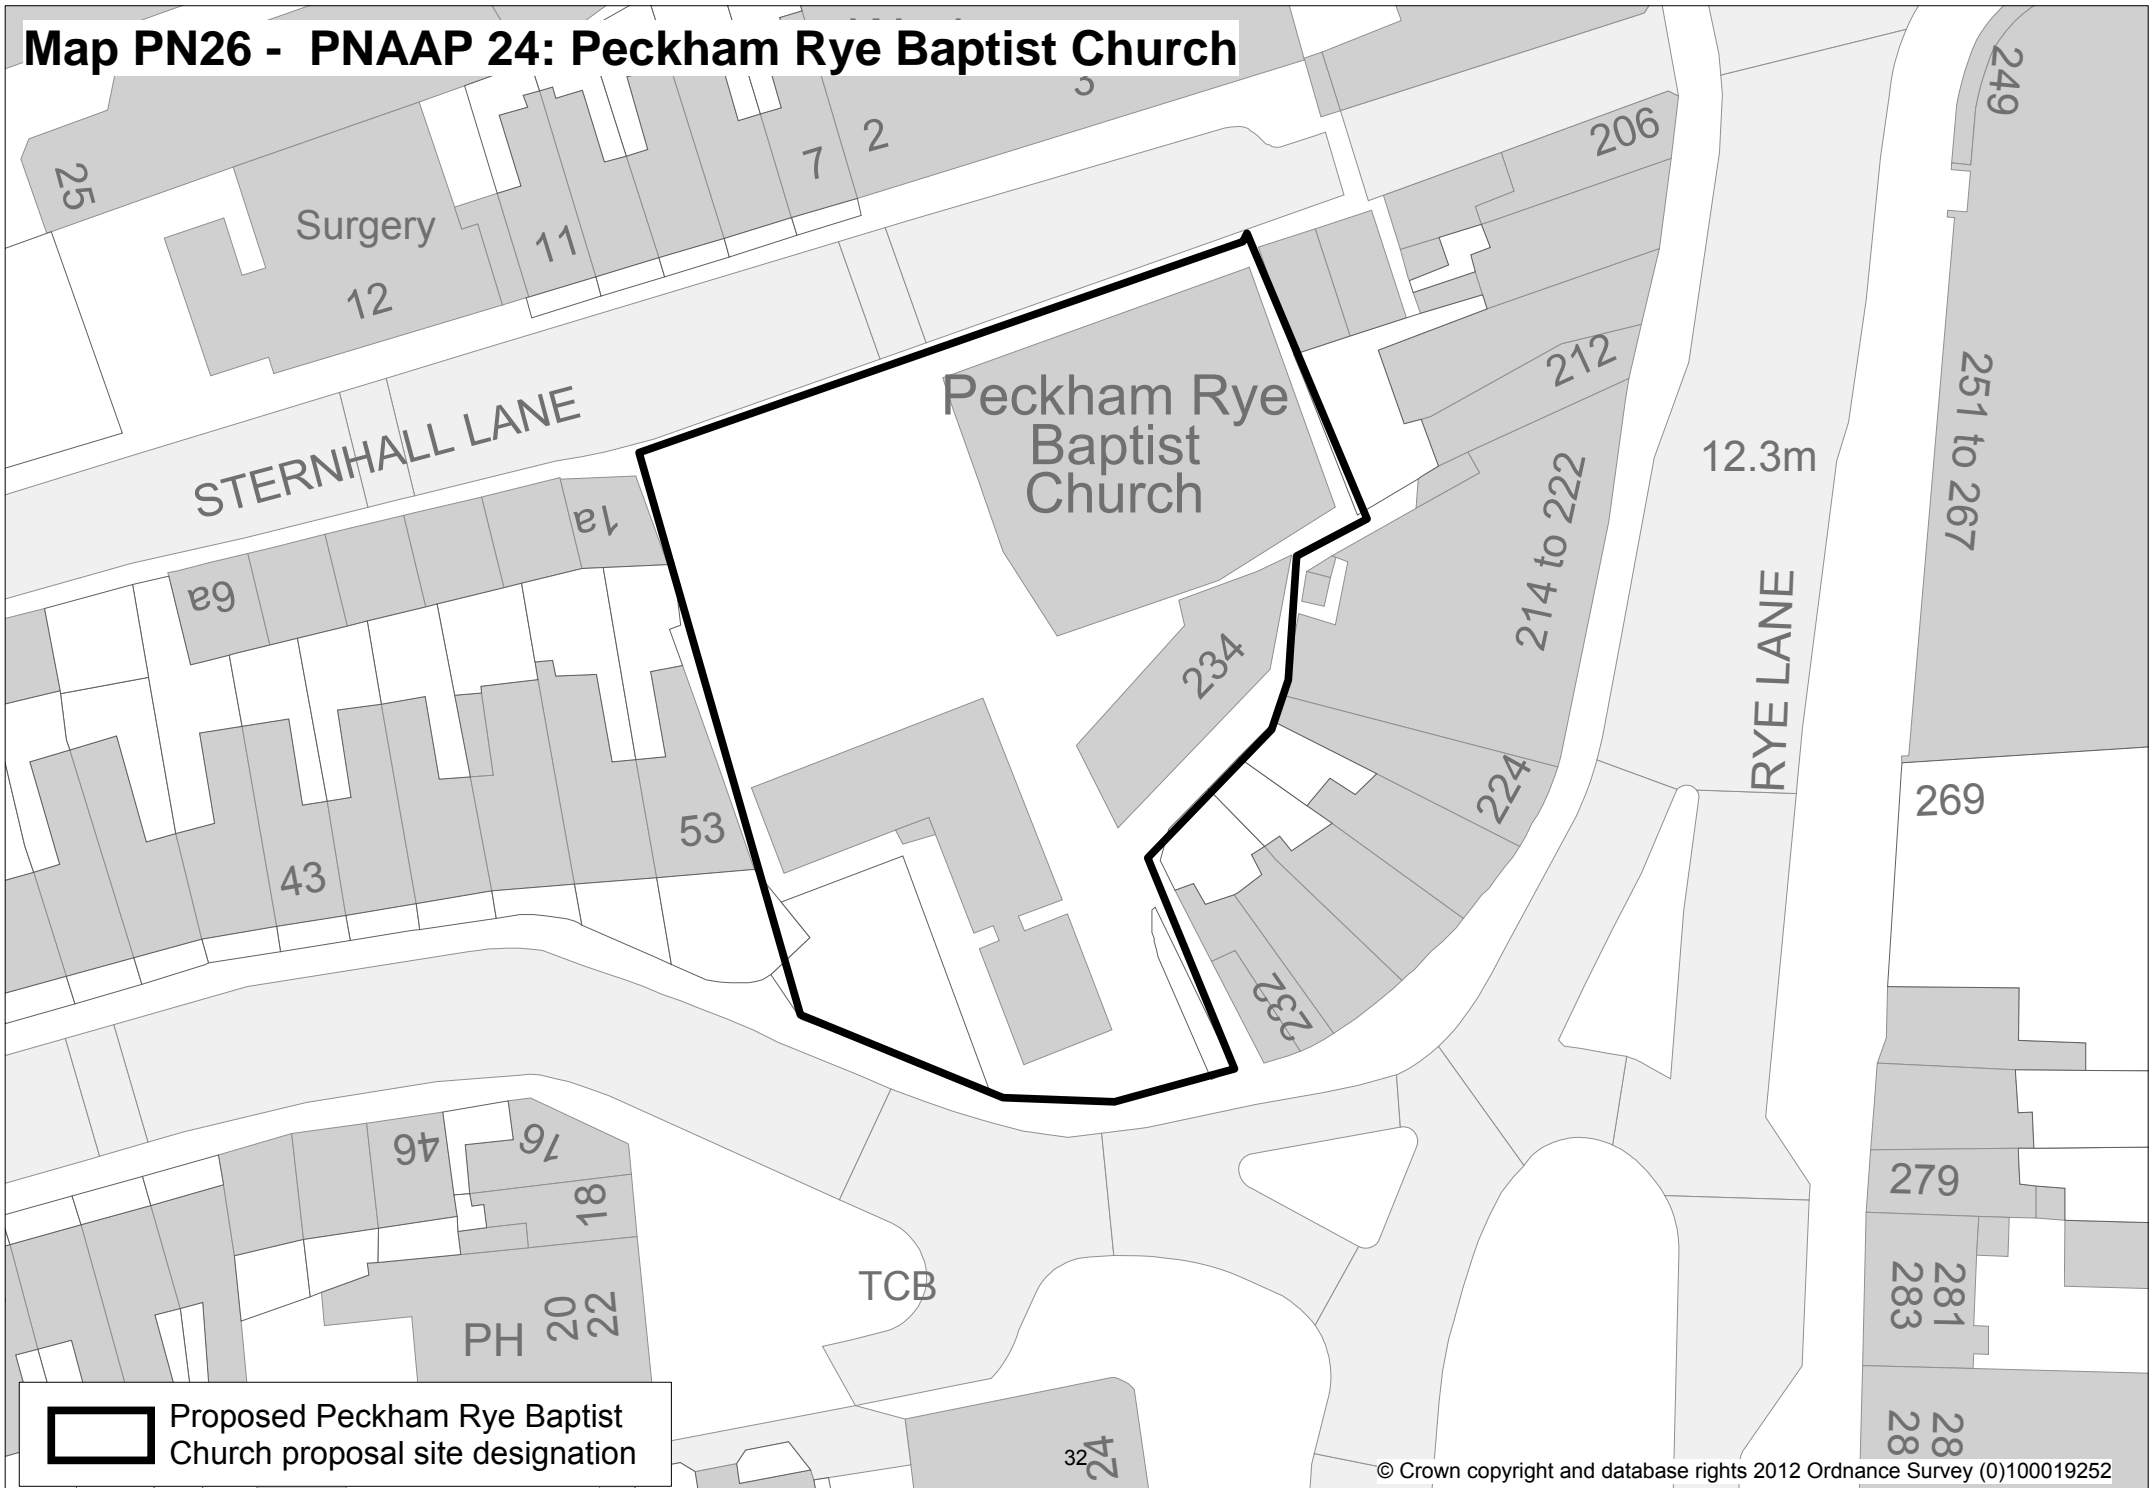 Map PN26 - PNAAP 24: Peckham Rye Baptist Church
3
249
206
2
7
25
Surgery
11
12
212
251 to 267
STERNHALL LANE
Peckham Rye
Baptist
Church
12.3m
1a
214 to 222
6a
RYE LANE
234
224
269
53
43
232
46
16
279
18
TCB
281
283
20
22
PH
Proposed Peckham Rye Baptist
Church proposal site designation
32
24
28
28
© Crown copyright and database rights 2012 Ordnance Survey (0)100019252